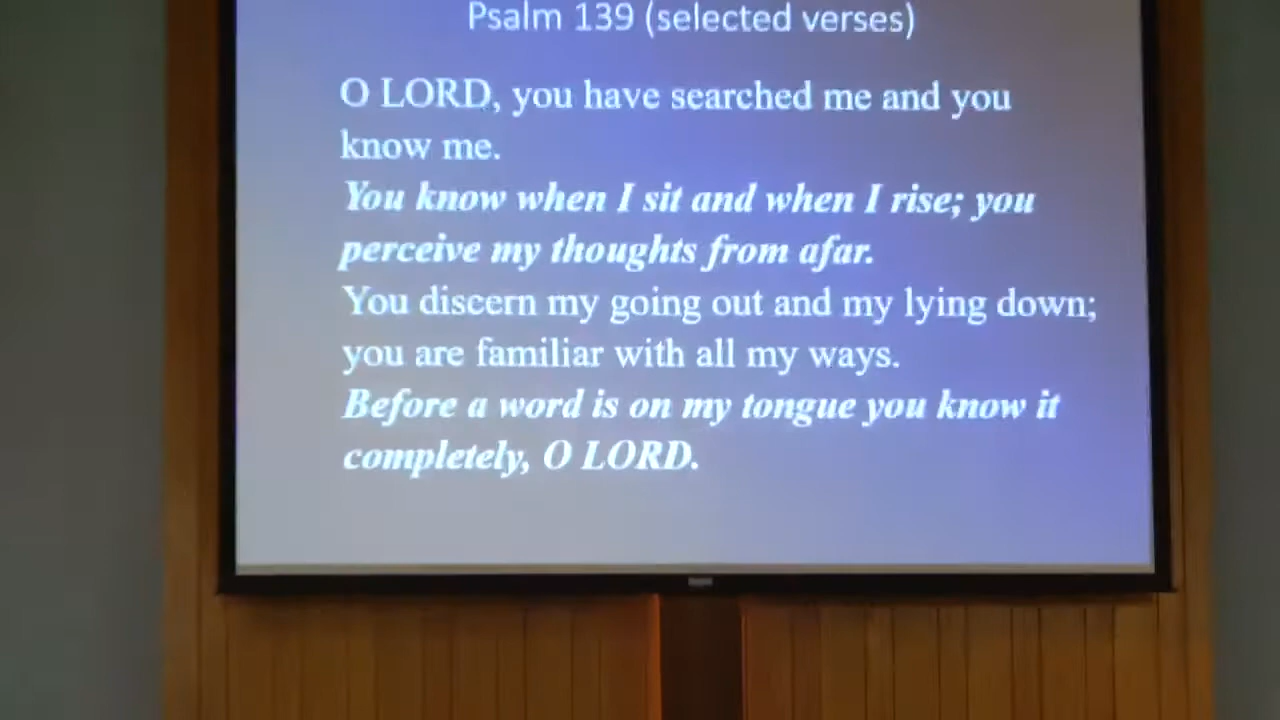 Psalm 139 (selected verses)
O LORD, you have searched me and you
know me.
You know when I sit and when I rise; you
perceive my thoughts from afar.
You discern my going out and my lying down;
you are familiar with all my ways.
Before a word is on my tongue you know it
completely, O LORD.